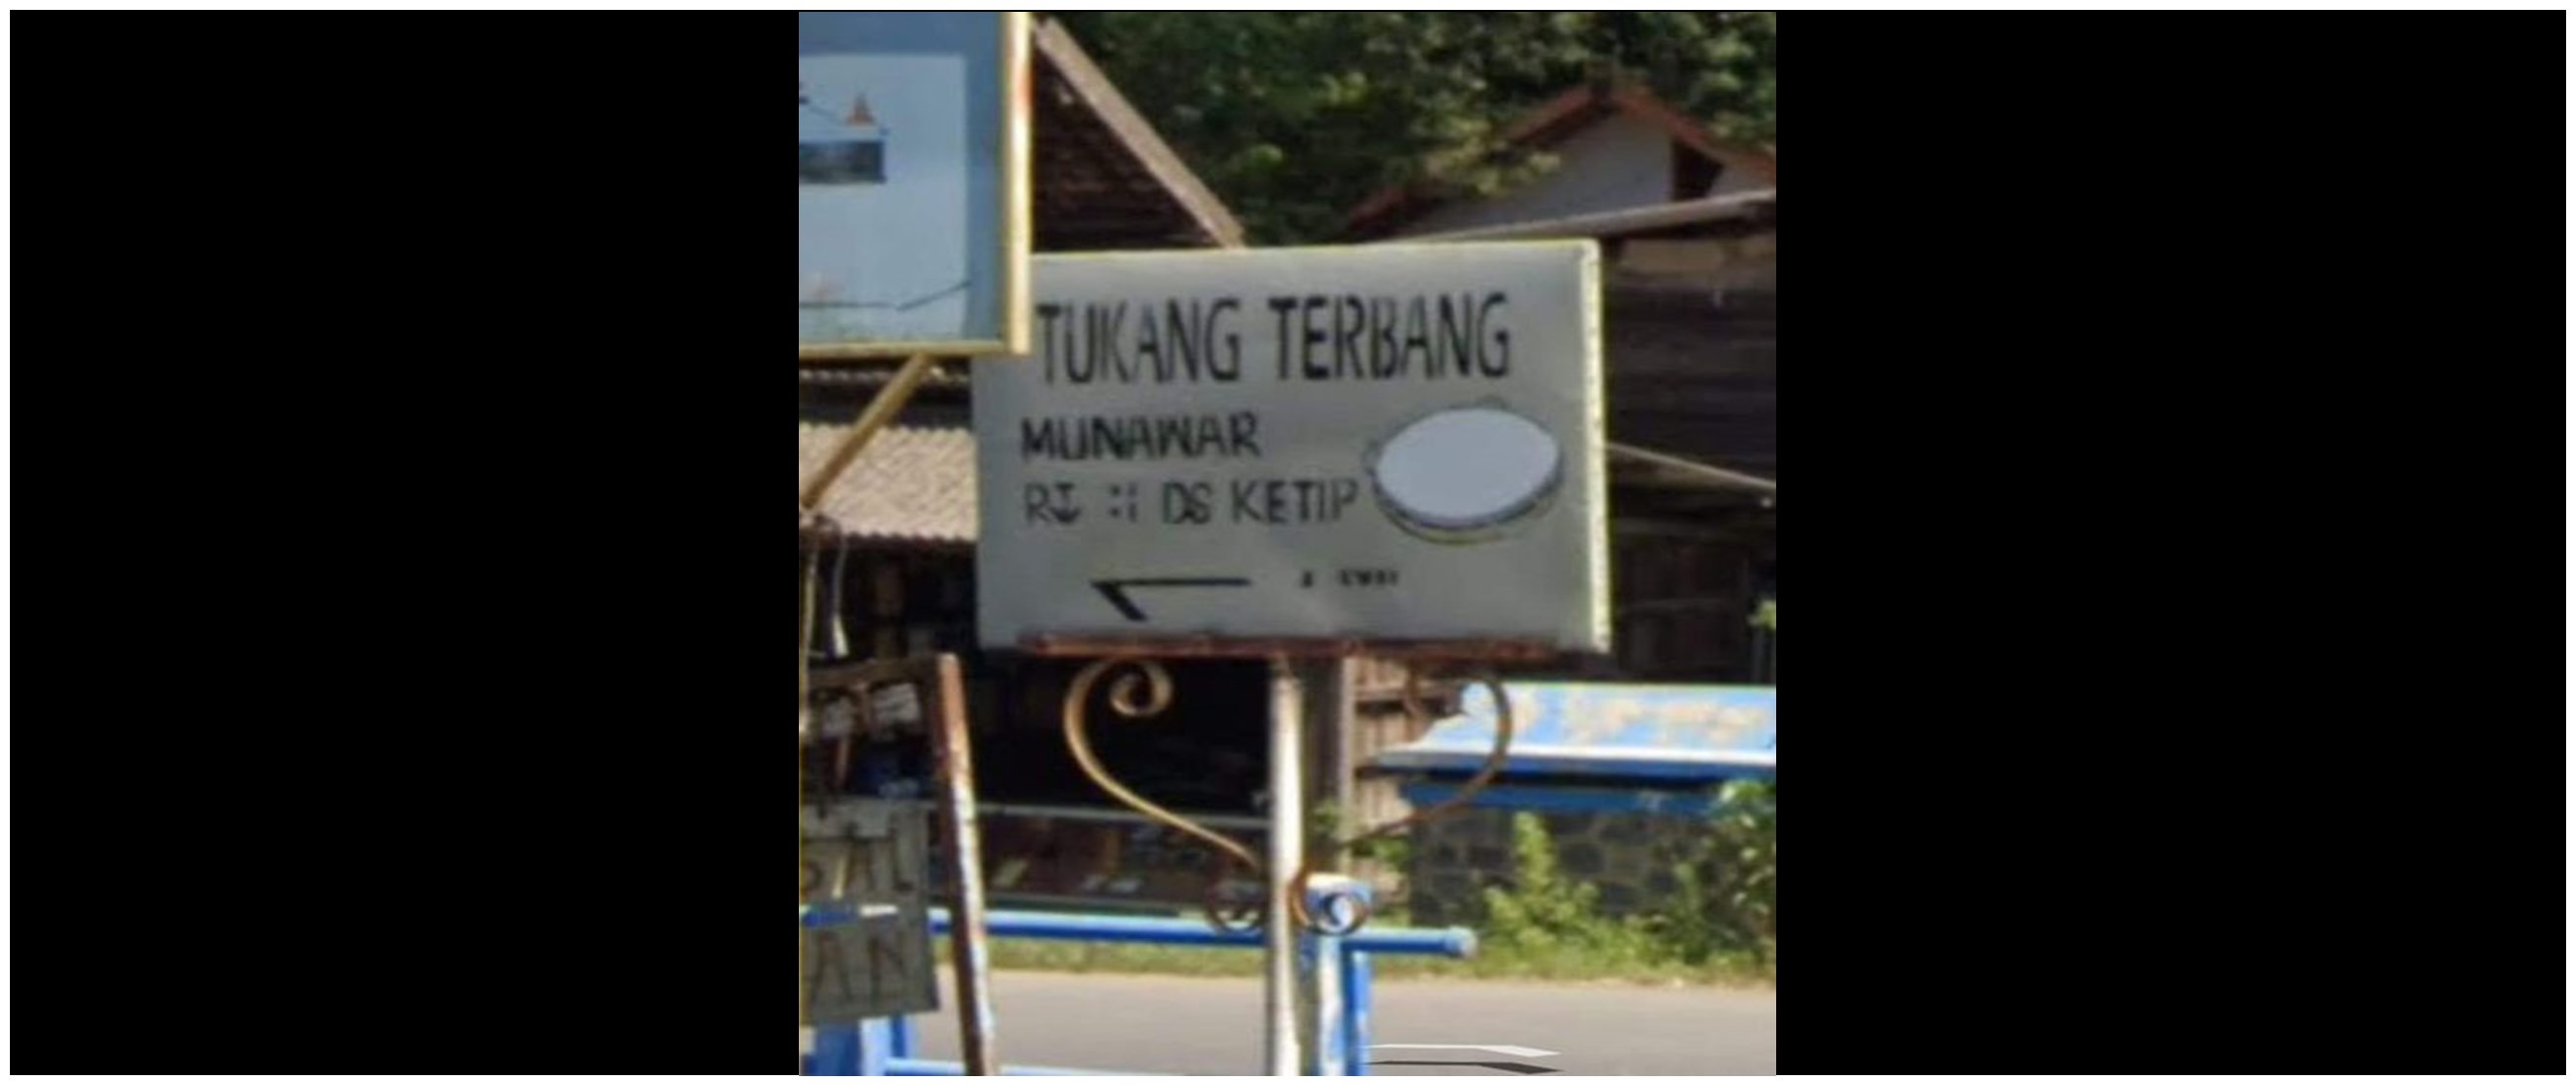 TUKANG TERBANG
MUNAWAR
DS KETIP